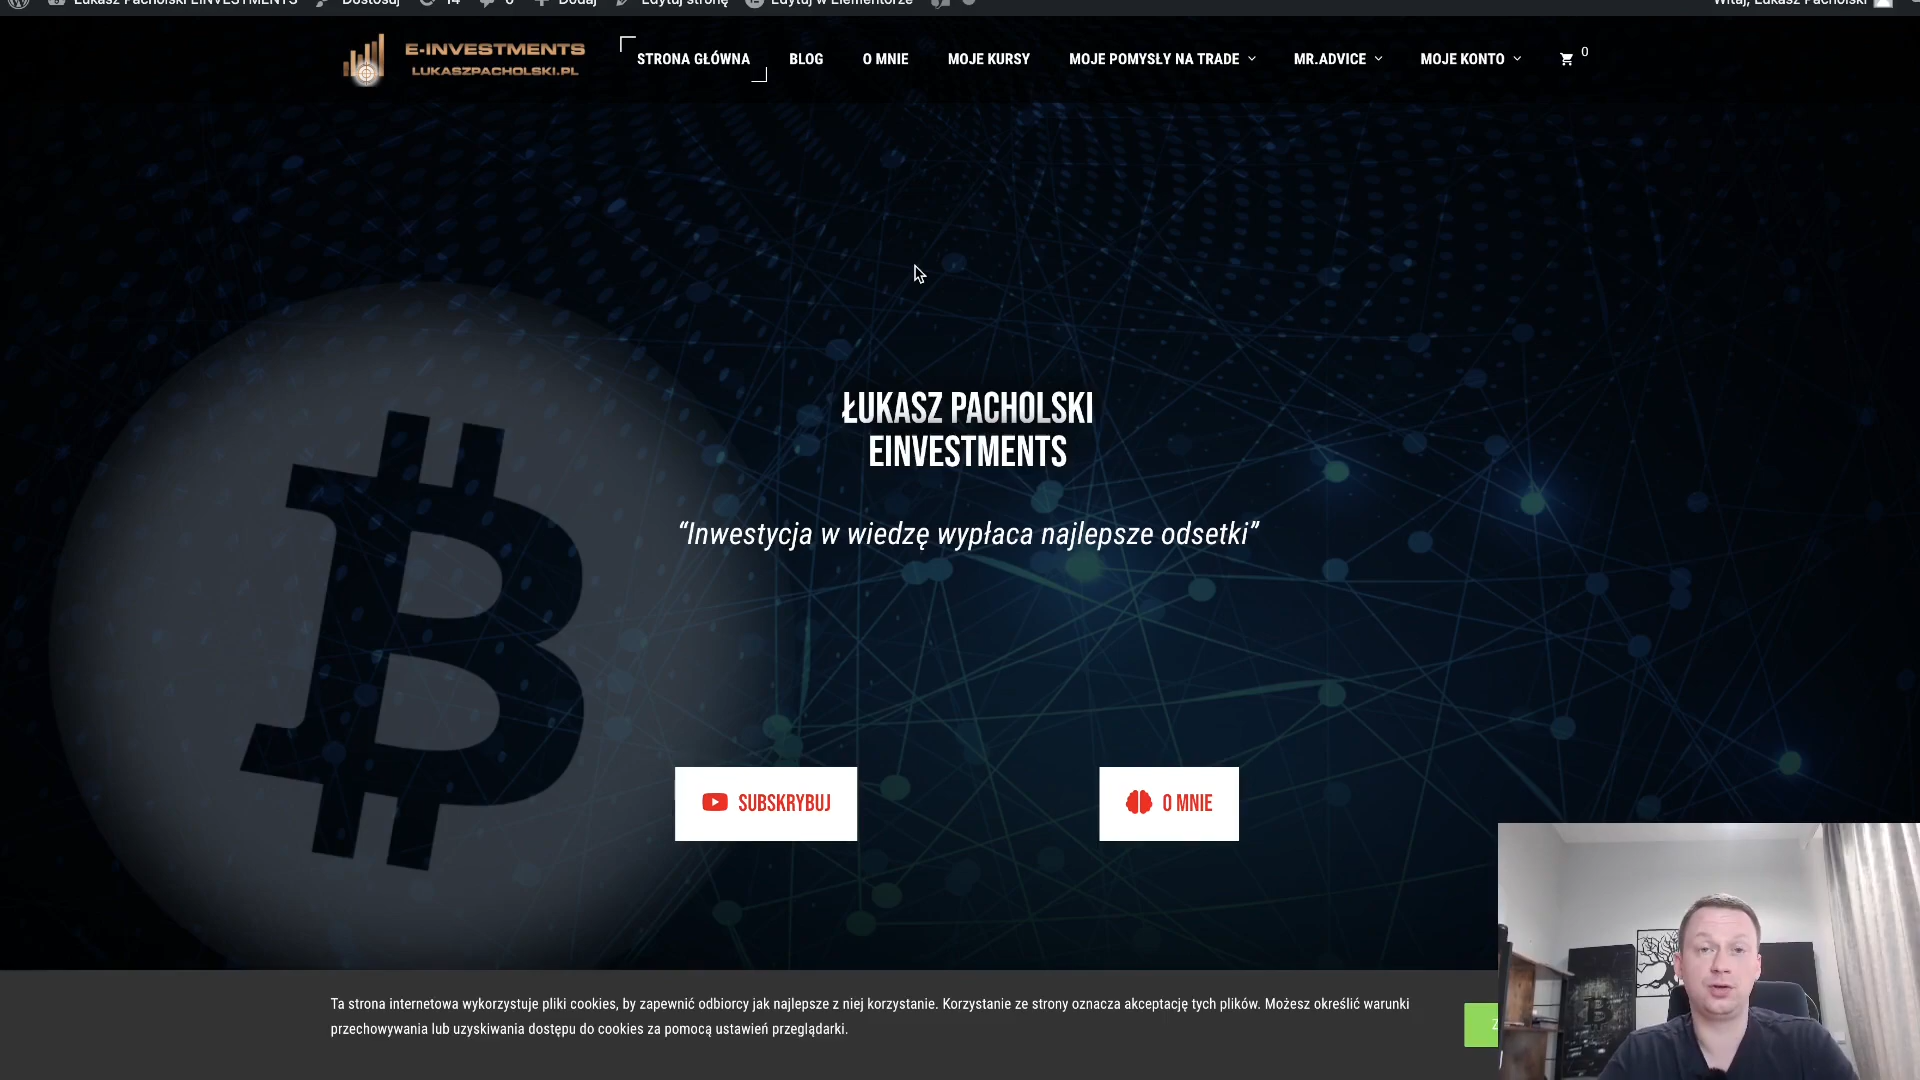 Łukasz Pacholski EINVESTMENTS
Dostosuj
14
0
Dodaj
Edytuj stronę
Edytuj w Elementorze
Witaj, Łukasz Pacholski
E-INVESTMENTS
LUKASZPACHOLSKI.PL
STRONA GŁÓWNA
BLOG
O MNIE
MOJE KURSY
MOJE POMYSŁY NA TRADE
MR.ADVICE
MOJE KONTO
0
ŁUKASZ PACHOLSKI
EINVESTMENTS
“Inwestycja w wiedzę wypłaca najlepsze odsetki”
SUBSKRYBUJ
O MNIE
Ta strona internetowa wykorzystuje pliki cookies, by zapewnić odbiorcy jak najlepsze z niej korzystanie. Korzystanie ze strony oznacza akceptację tych plików. Możesz określić warunki
przechowywania lub uzyskiwania dostępu do cookies za pomocą ustawień przeglądarki.